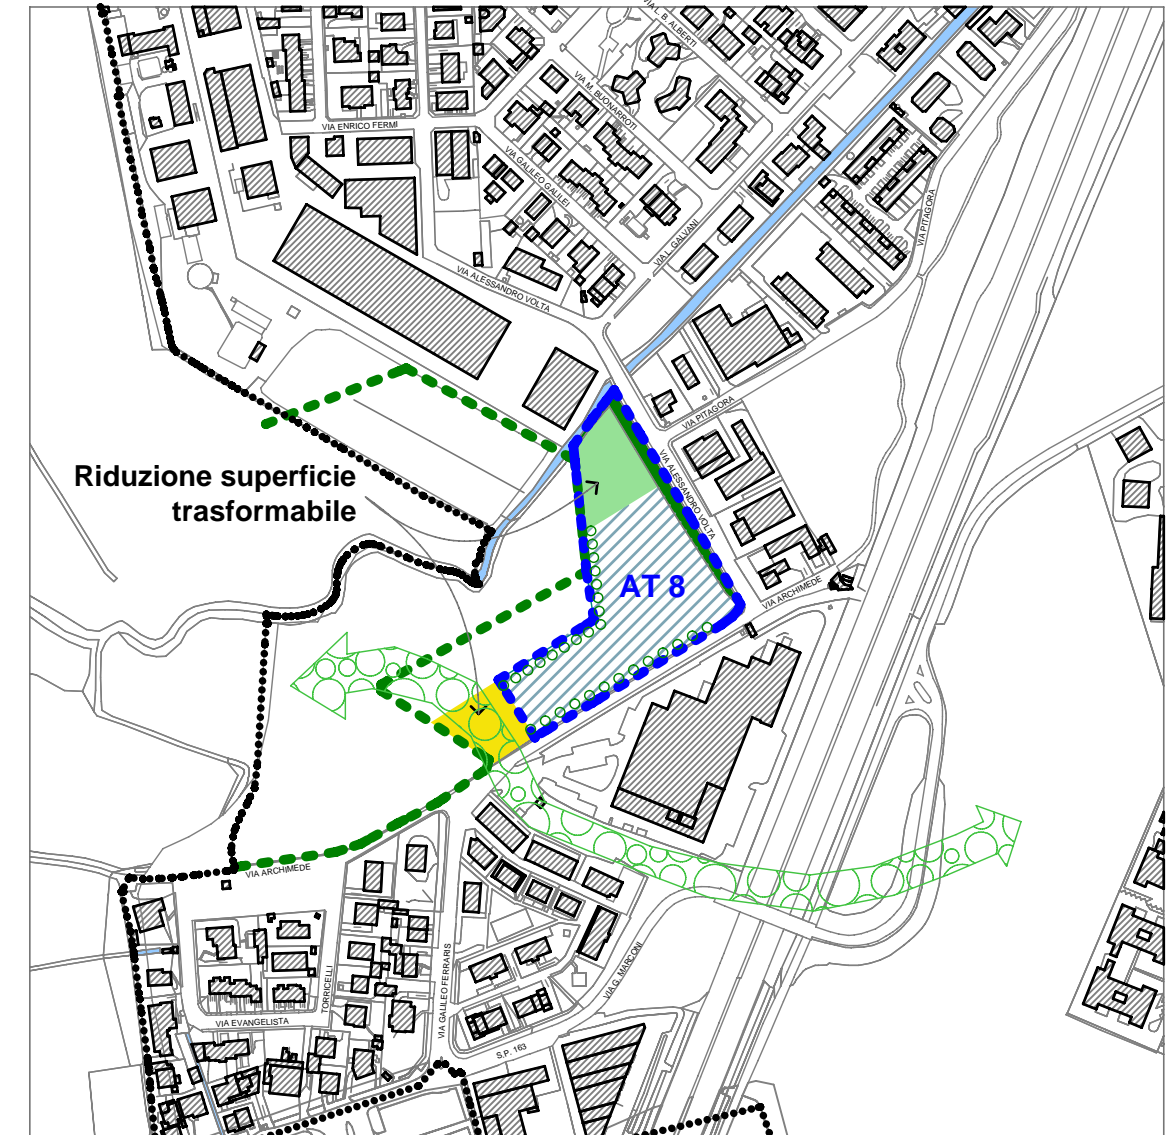 VIA L. B. ALBERTI
VIA M. BUONARROTI
VIA ENRICO FERMI
VIA GALILEO GALILEI
VIA L. GALVANI
VIA PITAGORA
VIA ALESSANDRO VOLTA
VIA PITAGORA
VIA ALESSANDRO VOLTA
Riduzione superficie
trasformabile
AT 8
VIA ARCHIMEDE
VIA ARCHIMEDE
VIA GALILEO FERRARIS
VIA G. MARCONI
TORRICELLI
VIA EVANGELISTA
S.P. 163